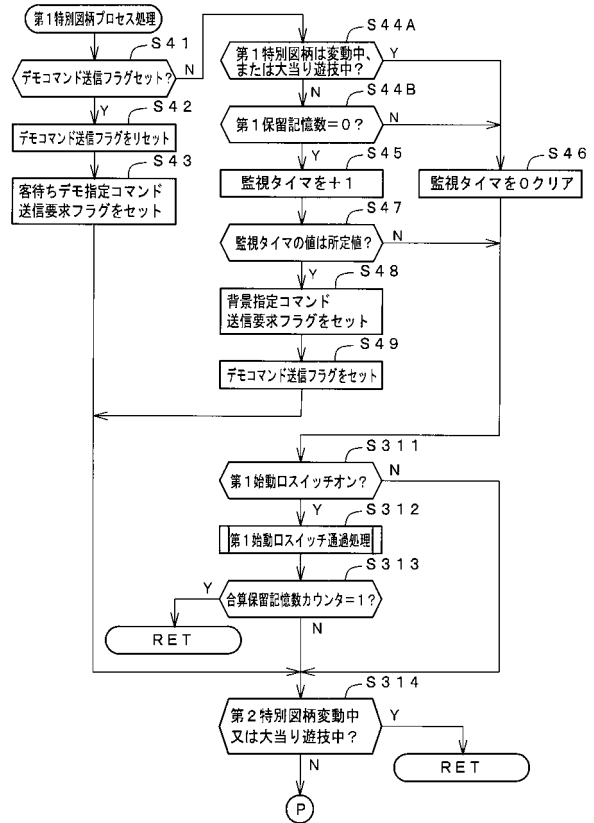 第1特別図柄プロセス処理
S41
デモコマンド送信フラグセット?
N
Y
S42
デモコマンド送信フラグをリセット
S43
客待ちデモ指定コマンド
送信要求フラグをセット
S44A
第1特別図柄は変動中、
または大当り遊技中?
Y
N
S44B
第1保留記憶数=0?
N
Y
S45
監視タイマを+1
S46
監視タイマを0クリア
S47
監視タイマの値は所定値?
N
Y
S48
背景指定コマンド
送信要求フラグをセット
S49
デモコマンド送信フラグをセット
S311
第1始動口スイッチオン?
N
Y
S312
第1始動口スイッチ通過処理
S313
合算保留記憶数カウンタ=1?
Y
N
RET
S314
第2特別図柄変動中
又は大当り遊技中?
Y
N
RET
P